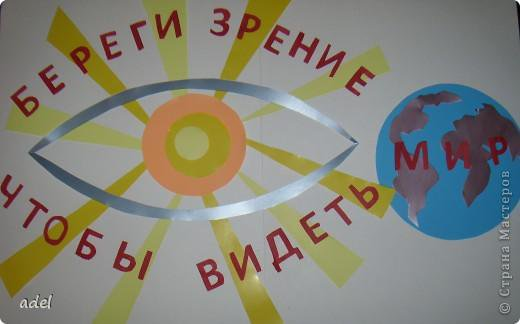 БЕРЕГИ ЗРЕНИЕ
ЧТОБЫ ВИДЕТЬ МИР
adel
© Страна Мастеров